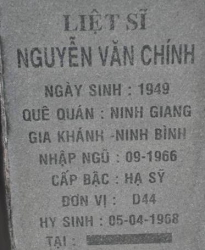 LIỆT SĨ
NGUYỄN VĂN CHÍNH
NGÀY SINH : 1949
QUÊ QUÁN : NINH GIANG
GIA KHÁNH -NINH BÌNH
NHẬP NGŨ : 09-1966
CẤP BẬC : HẠ SỸ
ĐƠN VỊ : D44
HY SINH : 05-04-1968
TẠI :